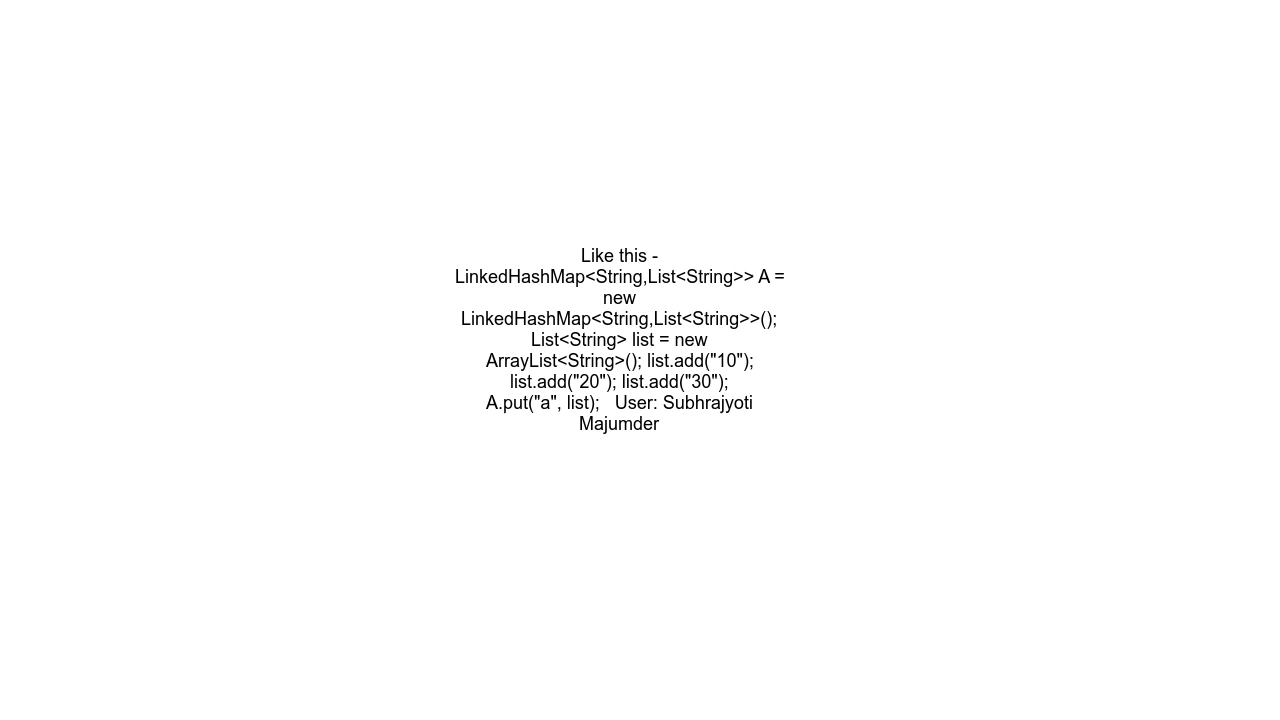 Like this -
LinkedHashMap<String,List<String>> A =
new
LinkedHashMap<String,List<String>>();
List<String> list = new
ArrayList<String>(); list.add("10");
list.add("20"); list.add("30");
A.put("a", list);   User: Subhrajyoti
Majumder